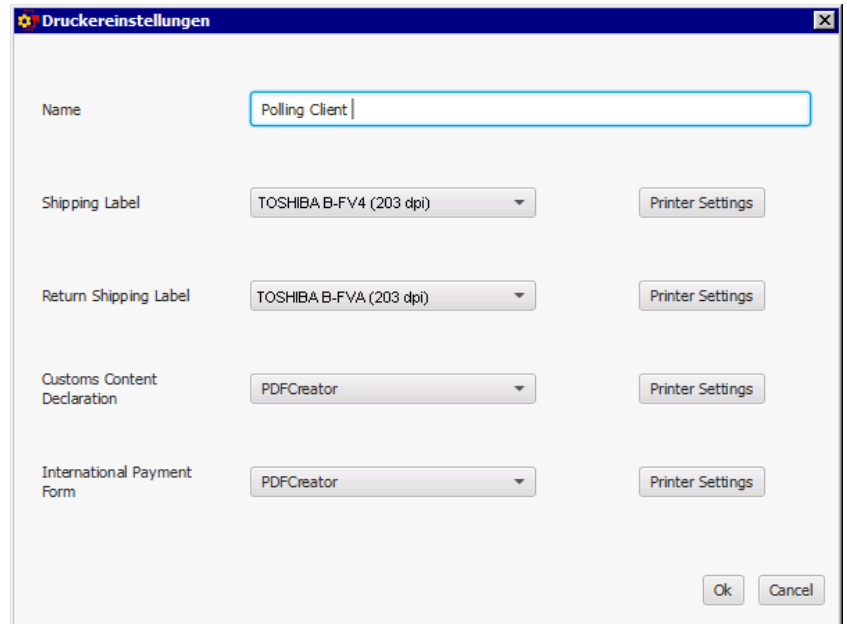 Druckereinstellungen
Name
Polling Client
Shipping Label
TOSHIBA B-FV4 (203 dpi)
Printer Settings
Return Shipping Label
TOSHIBA B-FVA (203 dpi)
Printer Settings
Customs Content
Declaration
PDFCreator
Printer Settings
International Payment
Form
PDFCreator
Printer Settings
Ok
Cancel